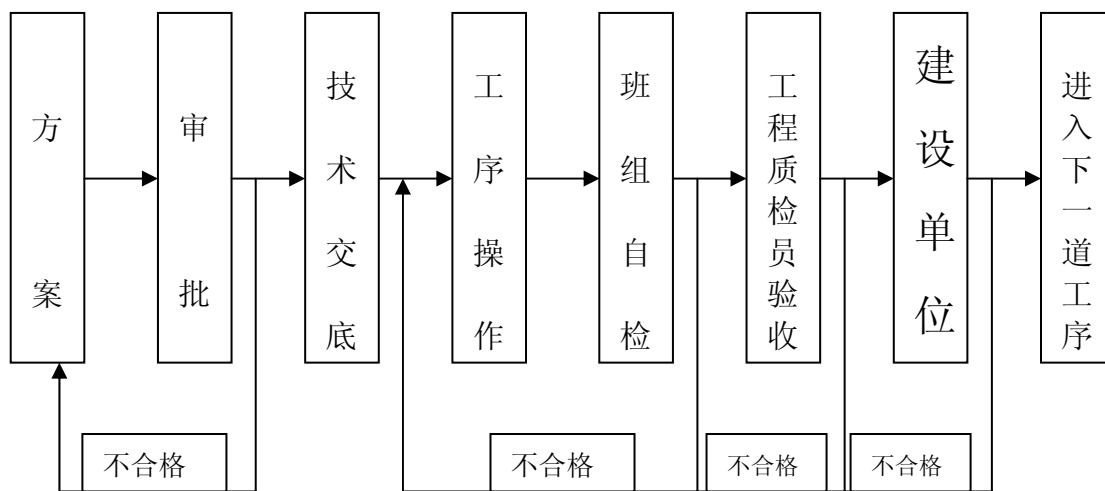 方案
审批
技术交底
工序操作
班组自检
工程质检员验收
建设单位
进入下一道工序
不合格
不合格
不合格
不合格